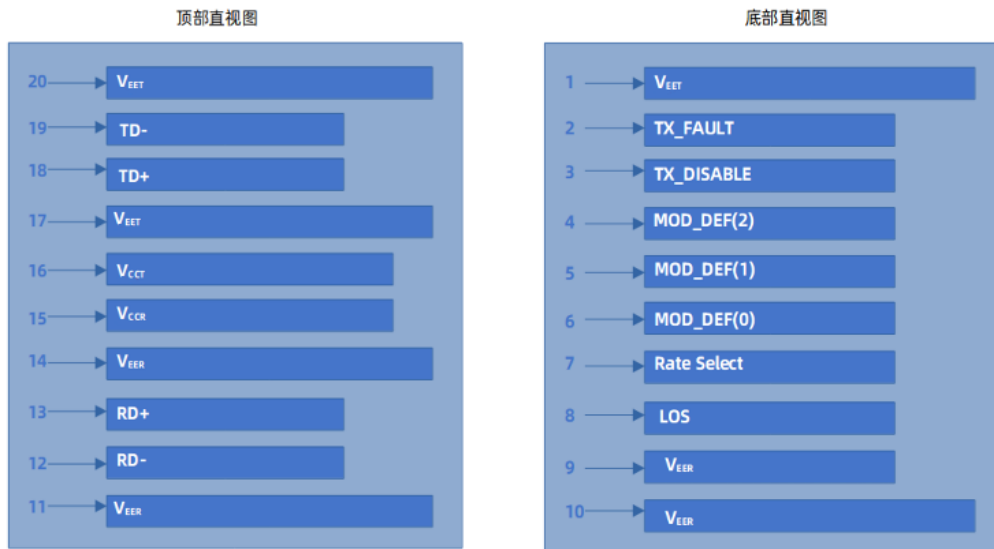 顶部直视图
20 VEET
19 TD-
18 TD+
17 VEET
16 VCCT
15 VCCR
14 VEER
13 RD+
12 RD-
11 VEER
底部直视图
1 VEET
2 TX_FAULT
3 TX_DISABLE
4 MOD_DEF(2)
5 MOD_DEF(1)
6 MOD_DEF(0)
7 Rate Select
8 LOS
9 VEER
10 VEER